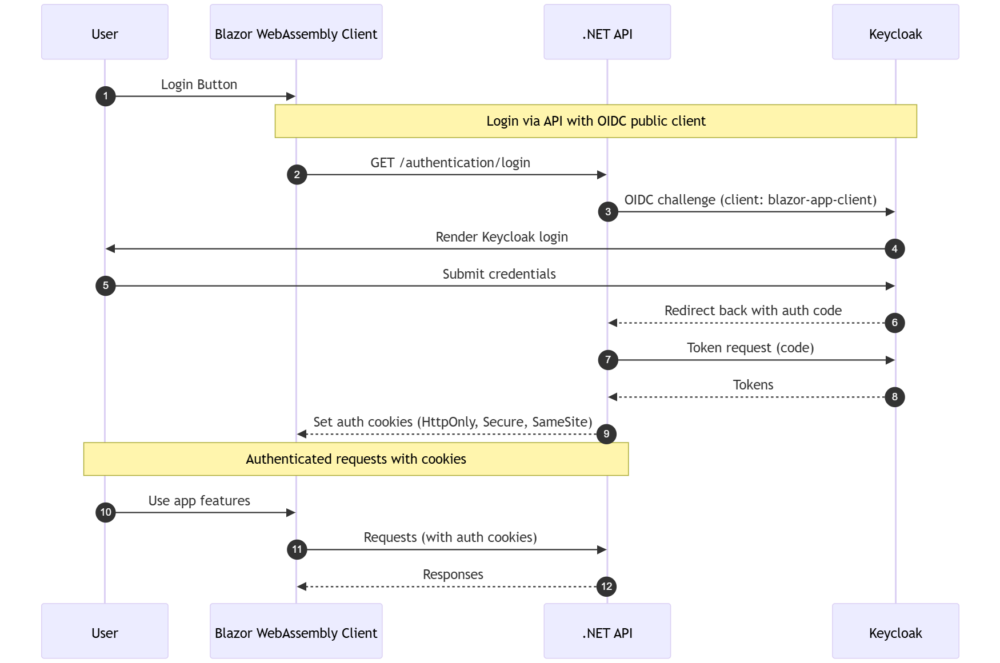 User
Blazor WebAssembly Client
.NET API
Keycloak
Login Button
1
Login via API with OIDC public client
GET /authentication/login
2
OIDC challenge (client: blazor-app-client)
3
Render Keycloak login
4
Submit credentials
5
Redirect back with auth code
6
Token request (code)
7
Tokens
8
Set auth cookies (HttpOnly, Secure, SameSite)
9
Authenticated requests with cookies
Use app features
10
Requests (with auth cookies)
11
Responses
12
User
Blazor WebAssembly Client
.NET API
Keycloak